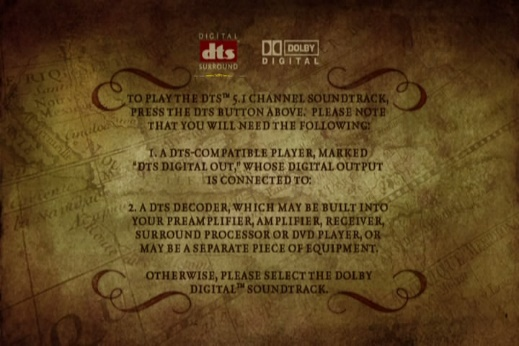 DIGITAL
dts
SURROUND
DOLBY
DIGITAL
TO PLAY THE DTS™ 5.1 CHANNEL SOUNDTRACK,
PRESS THE DTS BUTTON ABOVE. PLEASE NOTE
THAT YOU WILL NEED THE FOLLOWING:
1. A DTS-COMPATIBLE PLAYER, MARKED
"DTS DIGITAL OUT," WHOSE DIGITAL OUTPUT
IS CONNECTED TO:
2. A DTS DECODER, WHICH MAY BE BUILT INTO
YOUR PREAMPLIFIER, AMPLIFIER, RECEIVER,
SURROUND PROCESSOR OR DVD PLAYER, OR
MAY BE A SEPARATE PIECE OF EQUIPMENT.
OTHERWISE, PLEASE SELECT THE DOLBY
DIGITAL™ SOUNDTRACK.